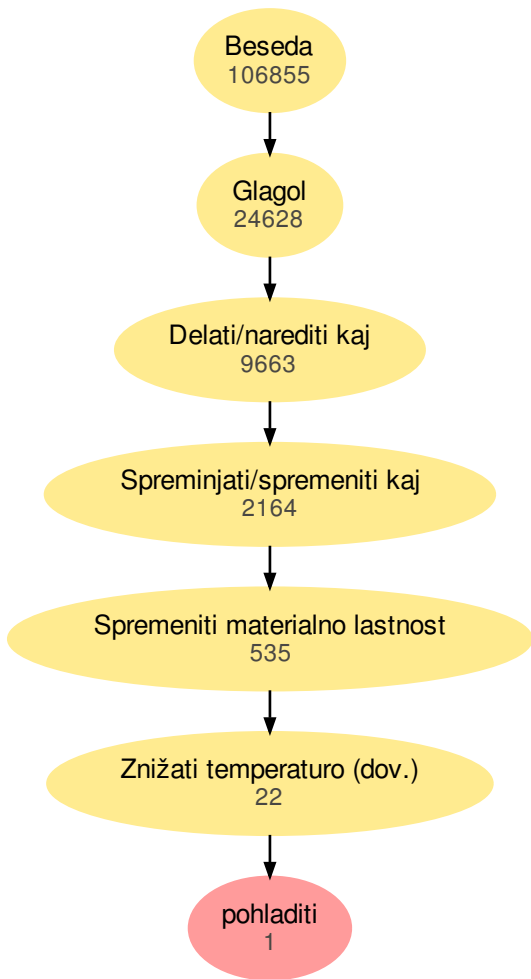 Beseda
106855
Glagol
24628
Delati/narediti kaj
9663
Spreminjati/spremeniti kaj
2164
Spremeniti materialno lastnost
535
Znižati temperaturo (dov.)
22
pohladiti
1